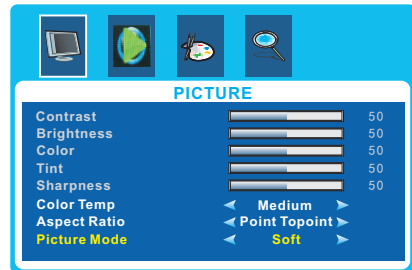 PICTURE
Contrast 50
Brightness 50
Color 50
Tint 50
Sharpness 50
Color Temp Medium
Aspect Ratio Point Topoint
Picture Mode Soft